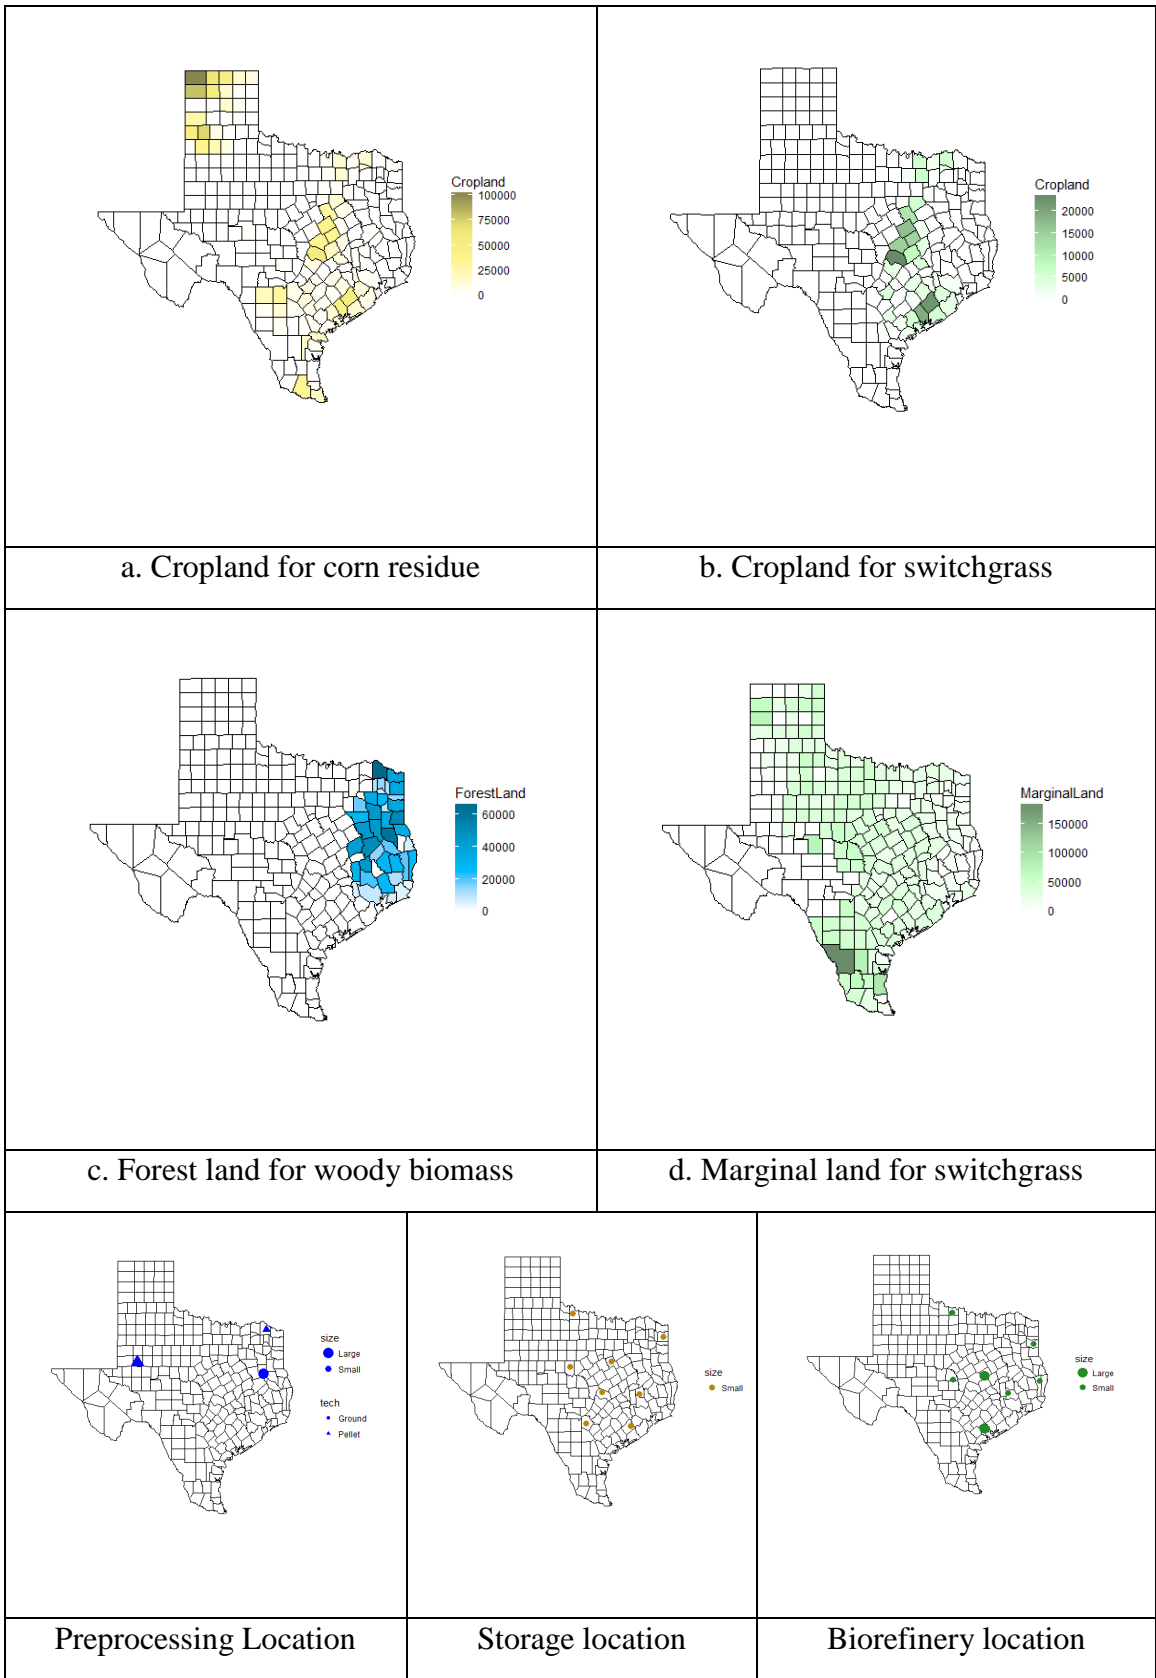 Cropland
100000
75000
50000
25000
0
Cropland
20000
15000
10000
5000
0
a. Cropland for corn residue
b. Cropland for switchgrass
ForestLand
60000
40000
20000
0
MarginalLand
150000
100000
50000
0
c. Forest land for woody biomass
d. Marginal land for switchgrass
size
Large
Small
tech
Ground
Pellet
size
Small
size
Large
Small
Preprocessing Location
Storage location
Biorefinery location